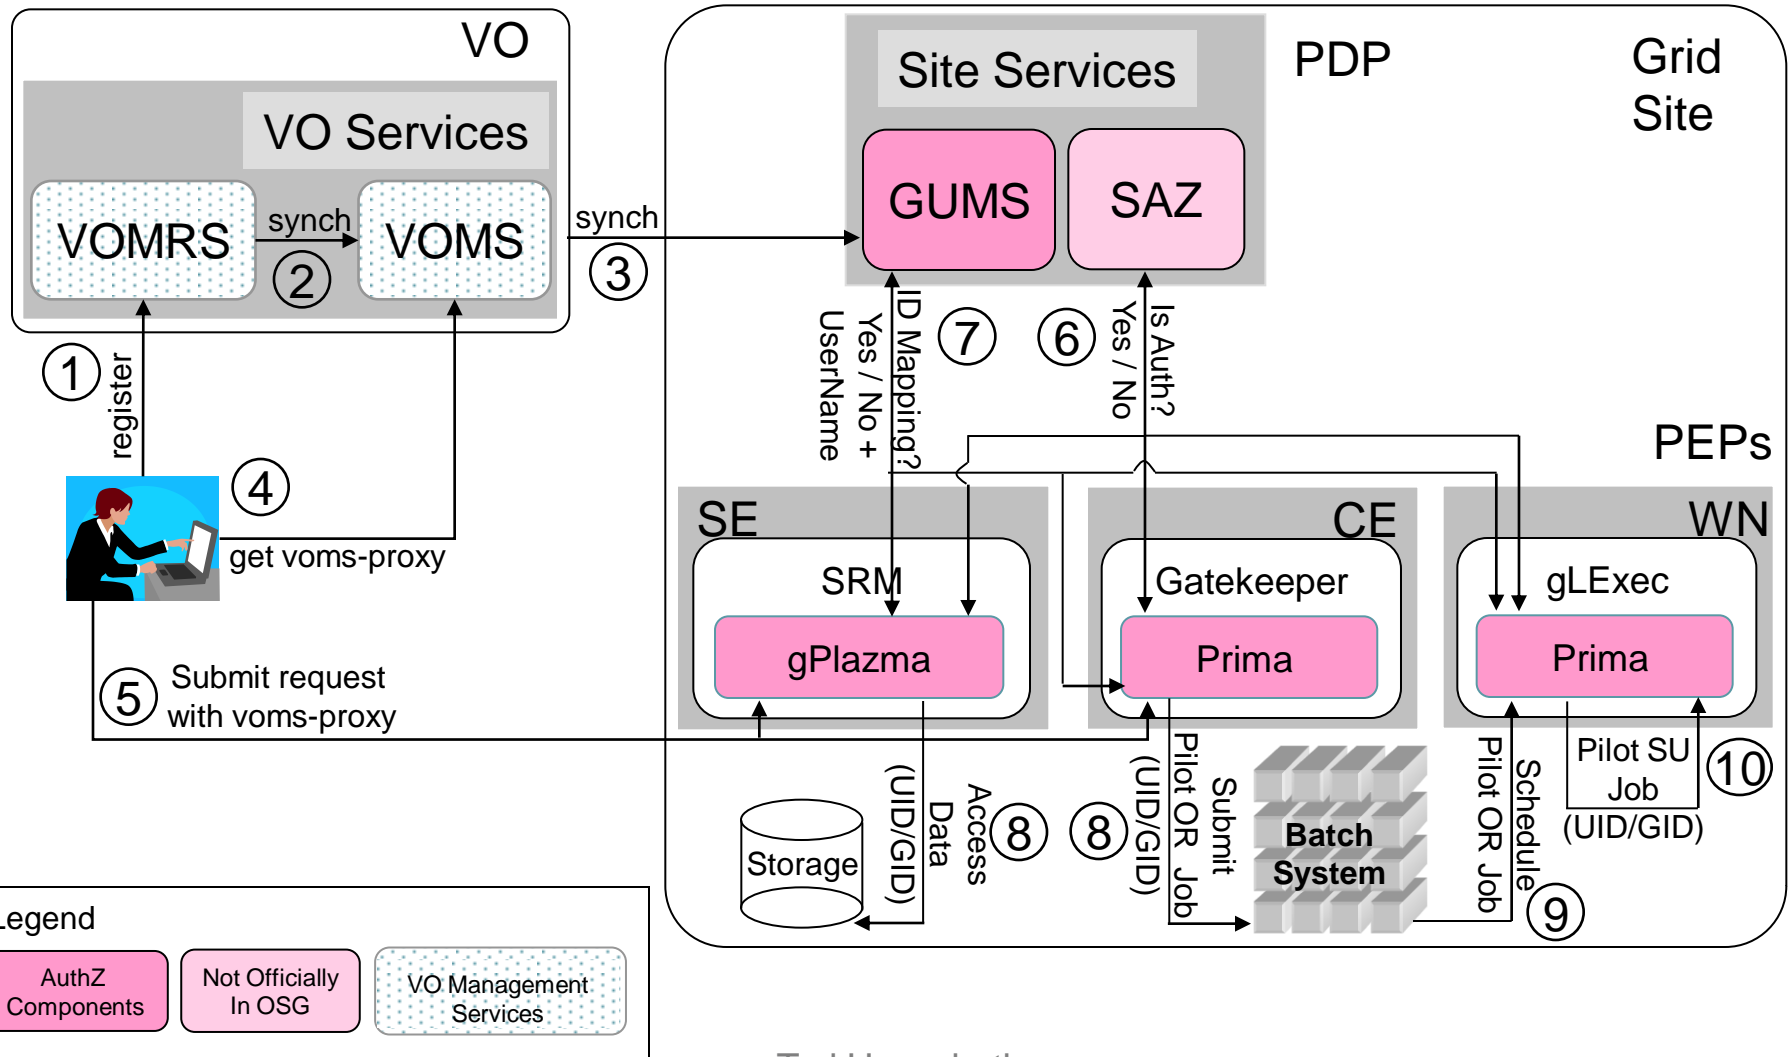 VO
VO Services
VOMRS
synch
2
VOMS
synch
3
1
register
4
get voms-proxy
5
Submit request
with voms-proxy
Site Services
PDP
Grid
Site
GUMS
SAZ
ID Mapping?
Yes / No +
UserName
7
6
Is Auth?
Yes / No
PEPs
SE
SRM
gPlazma
CE
Gatekeeper
Prima
WN
gLExec
Prima
Access
Data
(UID/GID)
8
8
Submit
Pilot OR Job
(UID/GID)
Storage
Batch
System
Schedule
Pilot OR Job
9
Pilot SU
Job
(UID/GID)
10
Legend
AuthZ
Components
Not Officially
In OSG
VO Management
Services